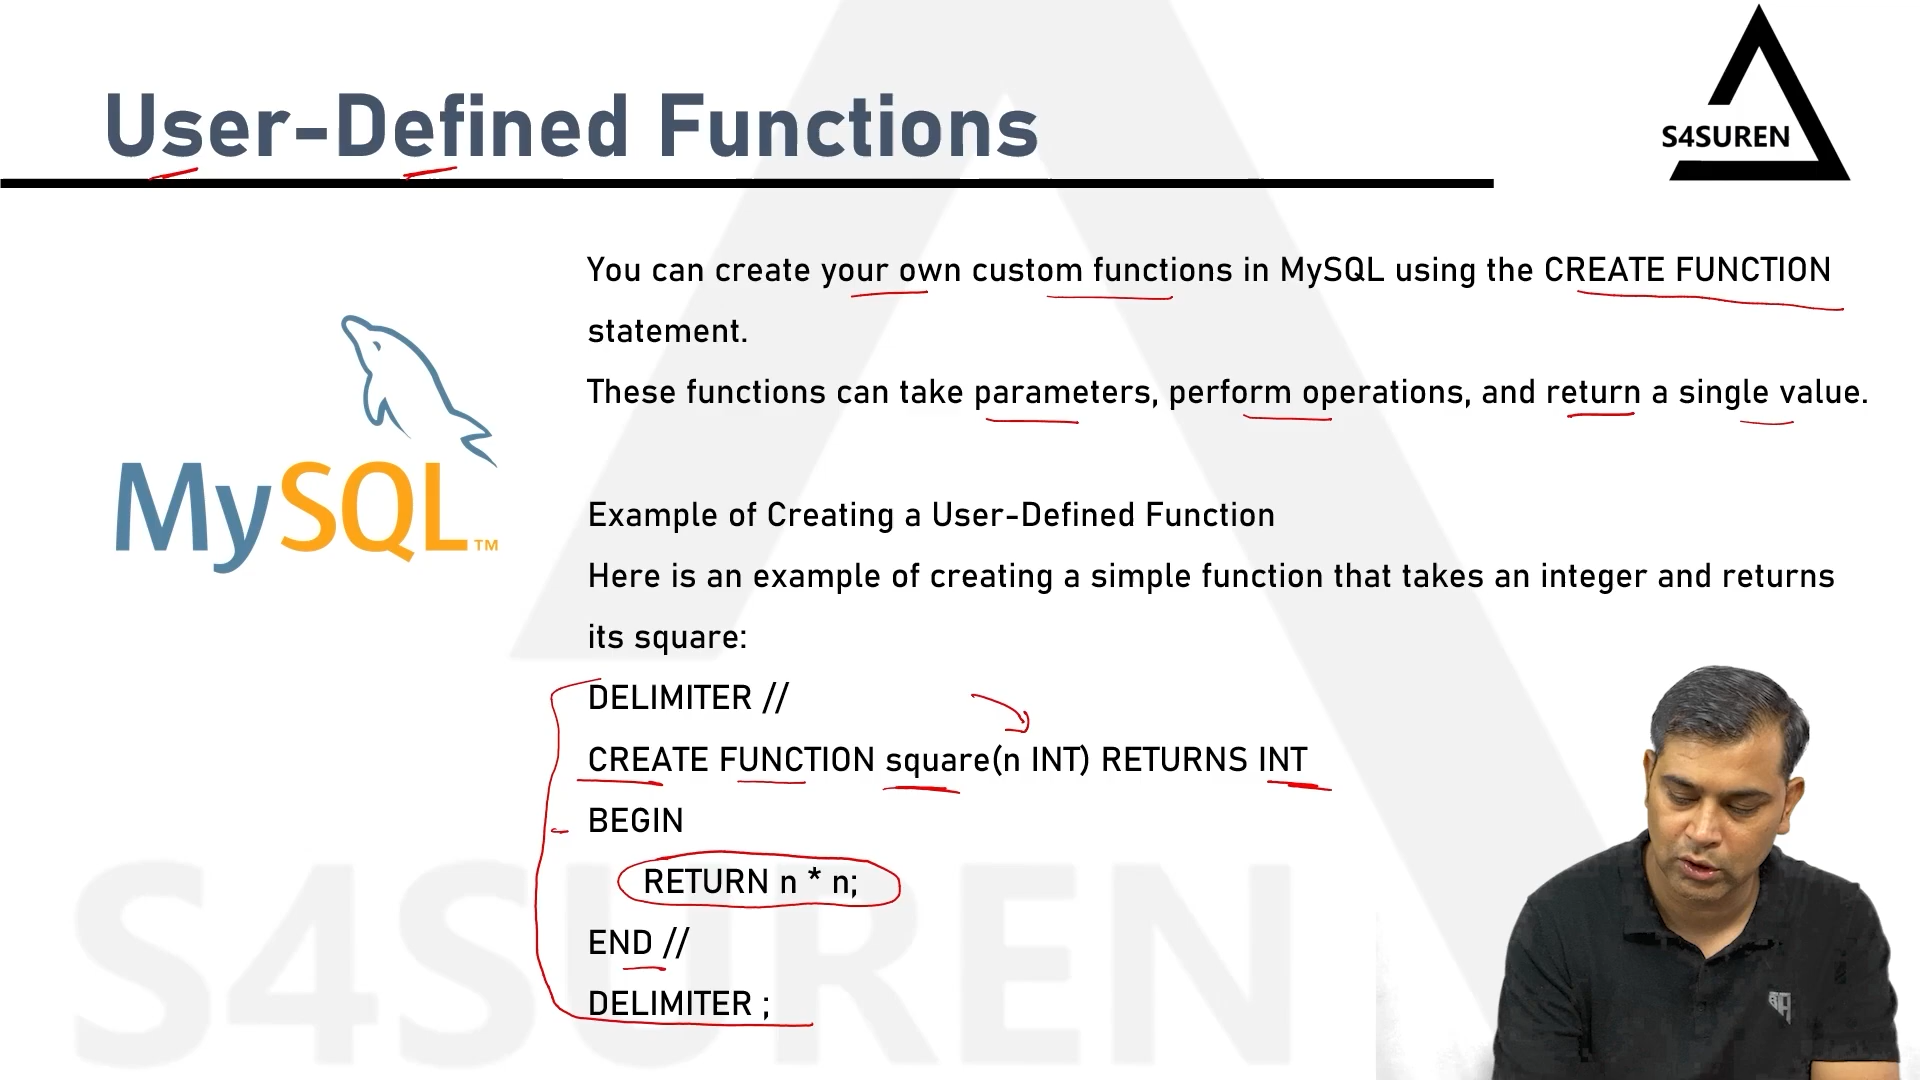 User-Defined Functions
S4SUREN
You can create your own custom functions in MySQL using the CREATE FUNCTION
statement.
These functions can take parameters, perform operations, and return a single value.
MySQL™
Example of Creating a User-Defined Function
Here is an example of creating a simple function that takes an integer and returns
its square:
DELIMITER //
CREATE FUNCTION square(n INT) RETURNS INT
BEGIN
RETURN n * n;
END //
DELIMITER ;
S4SUREN